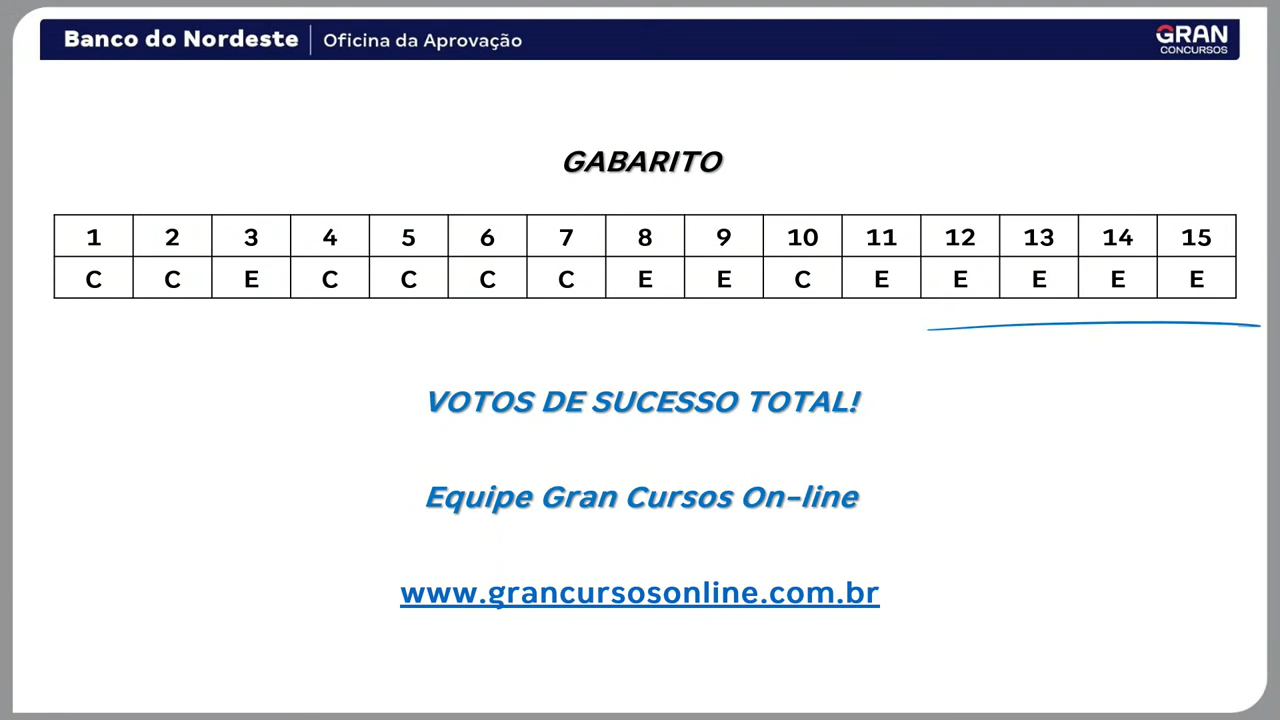 Banco do Nordeste Oficina da Aprovação GRAN CONCURSOS
GABARITO
1 2 3 4 5 6 7 8 9 10 11 12 13 14 15
C C E C C C C E E C E E E E E
VOTOS DE SUCESSO TOTAL!
Equipe Gran Cursos On-line
www.grancursosonline.com.br